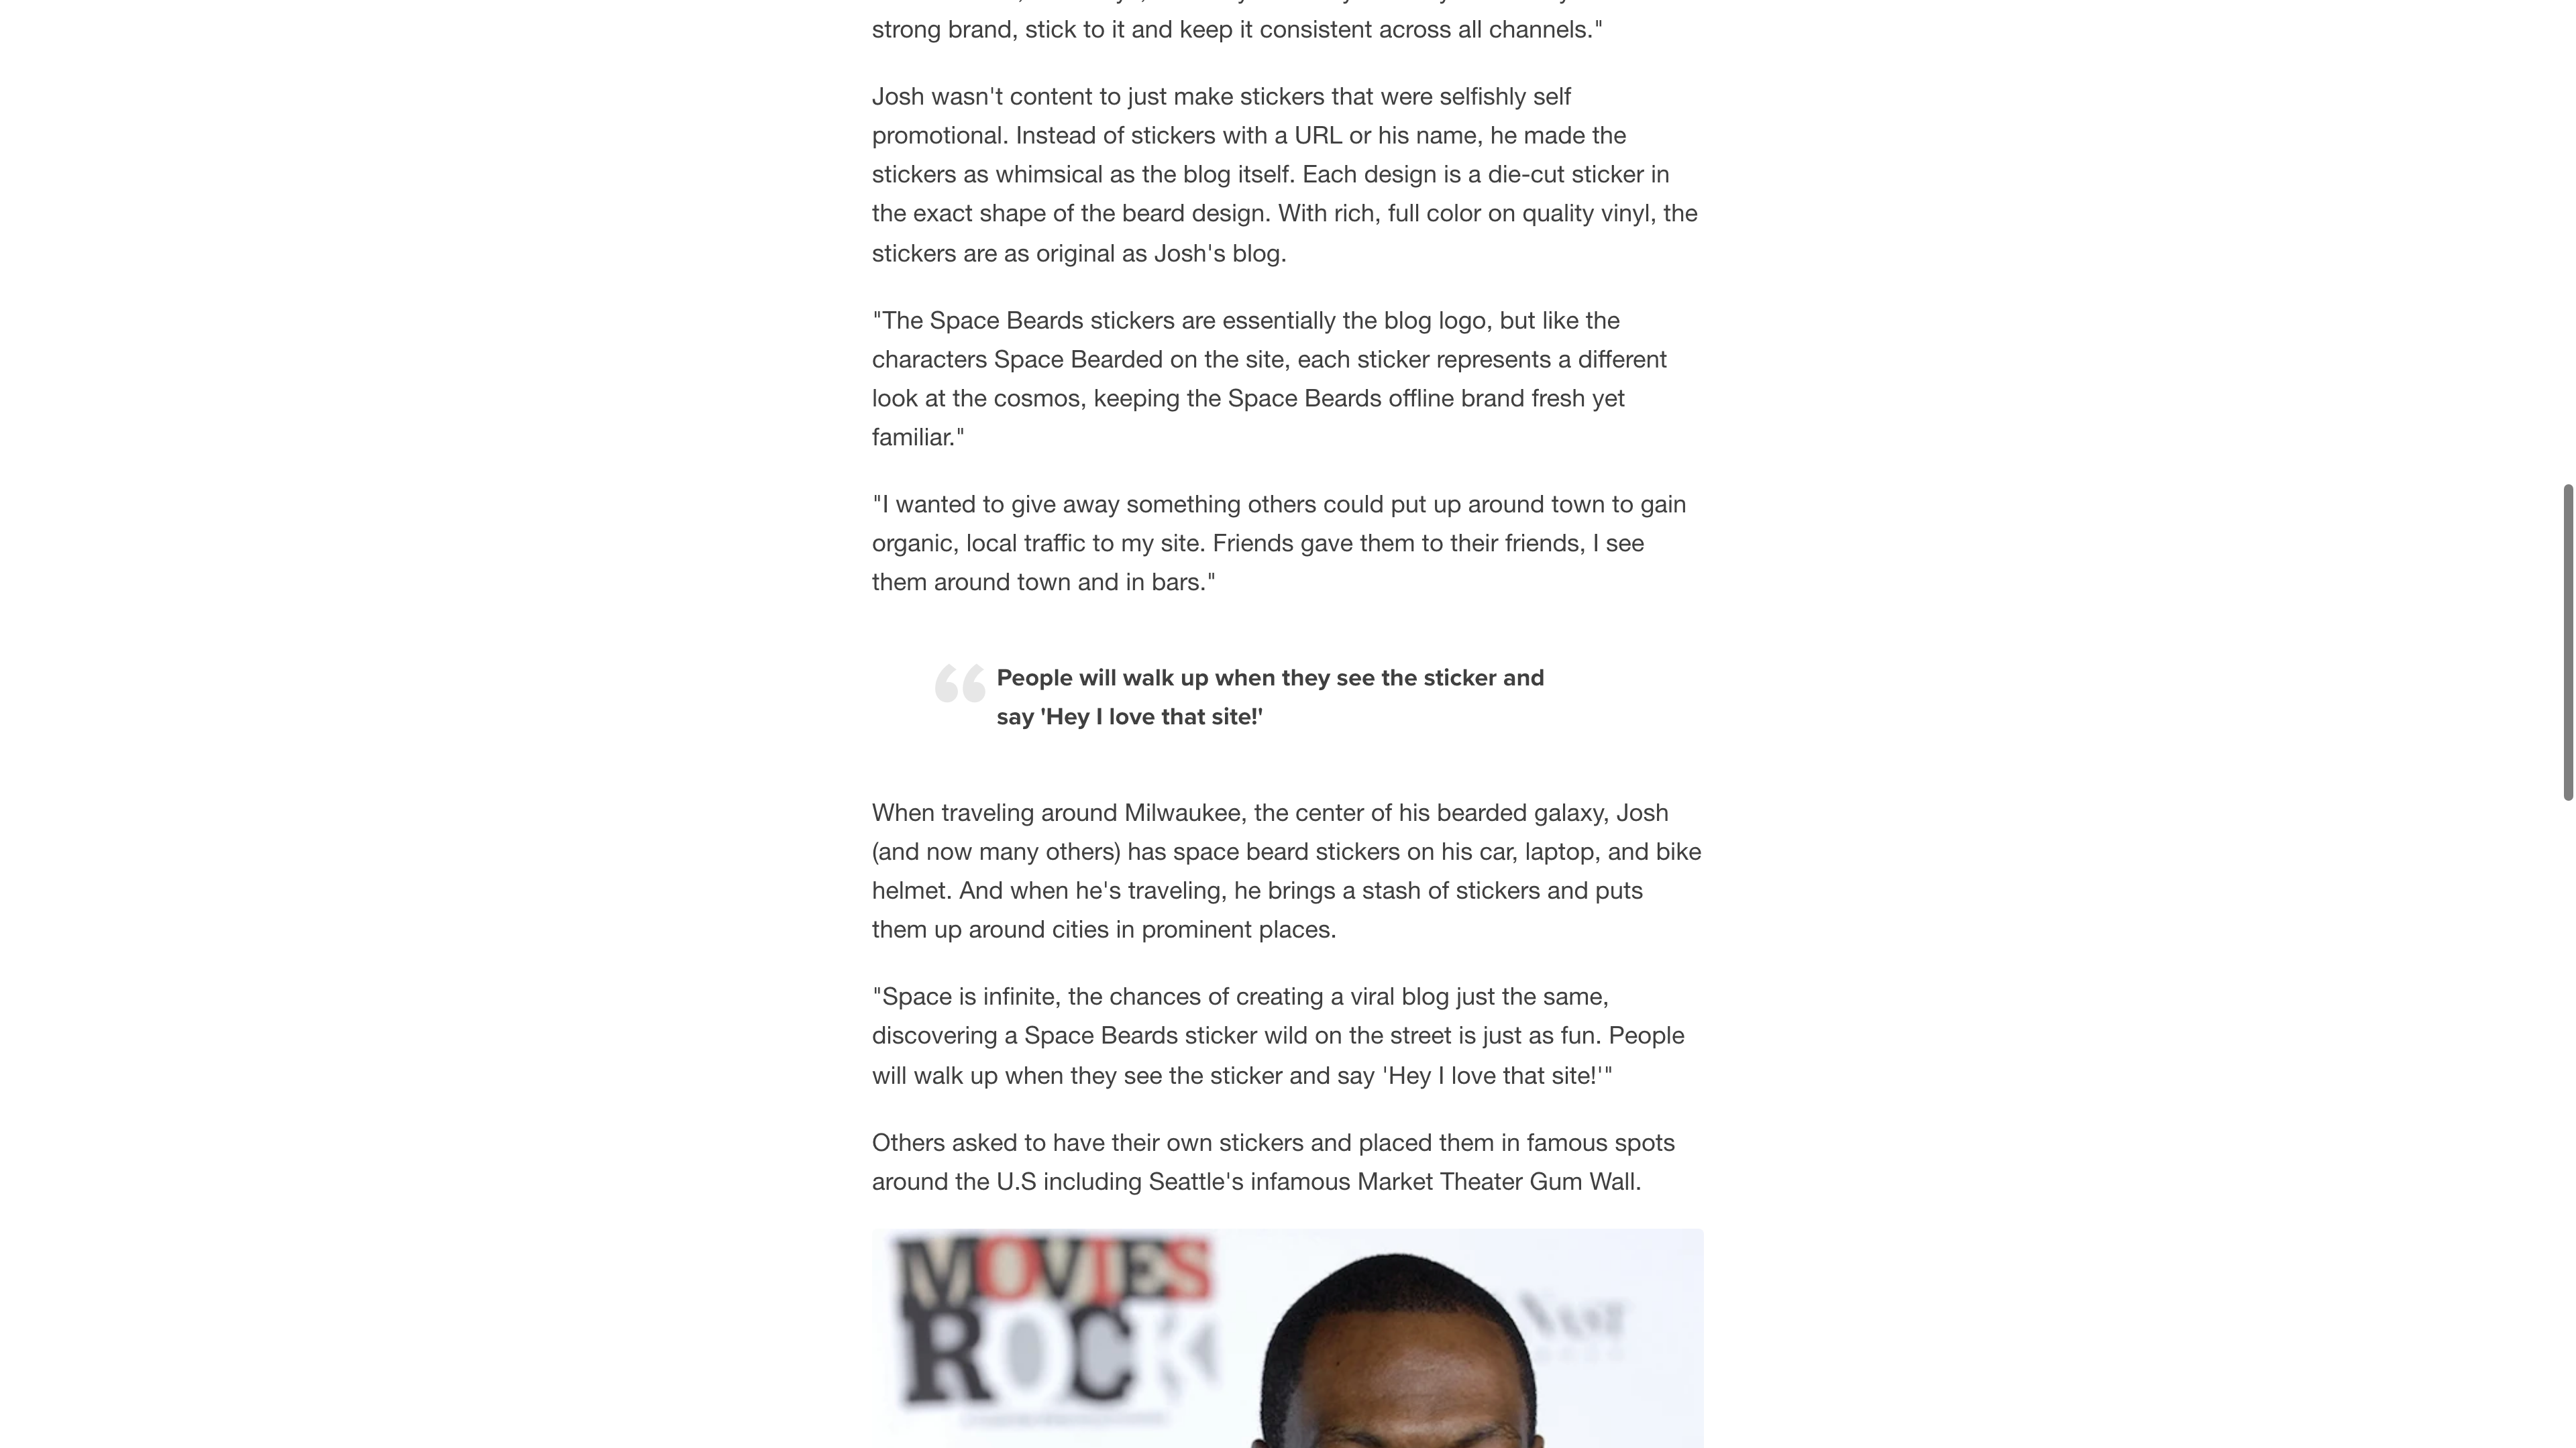 strong brand, stick to it and keep it consistent across all channels."
Josh wasn't content to just make stickers that were selfishly self
promotional. Instead of stickers with a URL or his name, he made the
stickers as whimsical as the blog itself. Each design is a die-cut sticker in
the exact shape of the beard design. With rich, full color on quality vinyl, the
stickers are as original as Josh's blog.
"The Space Beards stickers are essentially the blog logo, but like the
characters Space Bearded on the site, each sticker represents a different
look at the cosmos, keeping the Space Beards offline brand fresh yet
familiar."
"I wanted to give away something others could put up around town to gain
organic, local traffic to my site. Friends gave them to their friends, I see
them around town and in bars."
People will walk up when they see the sticker and
say 'Hey I love that site!'
When traveling around Milwaukee, the center of his bearded galaxy, Josh
(and now many others) has space beard stickers on his car, laptop, and bike
helmet. And when he's traveling, he brings a stash of stickers and puts
them up around cities in prominent places.
"Space is infinite, the chances of creating a viral blog just the same,
discovering a Space Beards sticker wild on the street is just as fun. People
will walk up when they see the sticker and say 'Hey I love that site!'"
Others asked to have their own stickers and placed them in famous spots
around the U.S including Seattle's infamous Market Theater Gum Wall.
MOVIES
ROCK